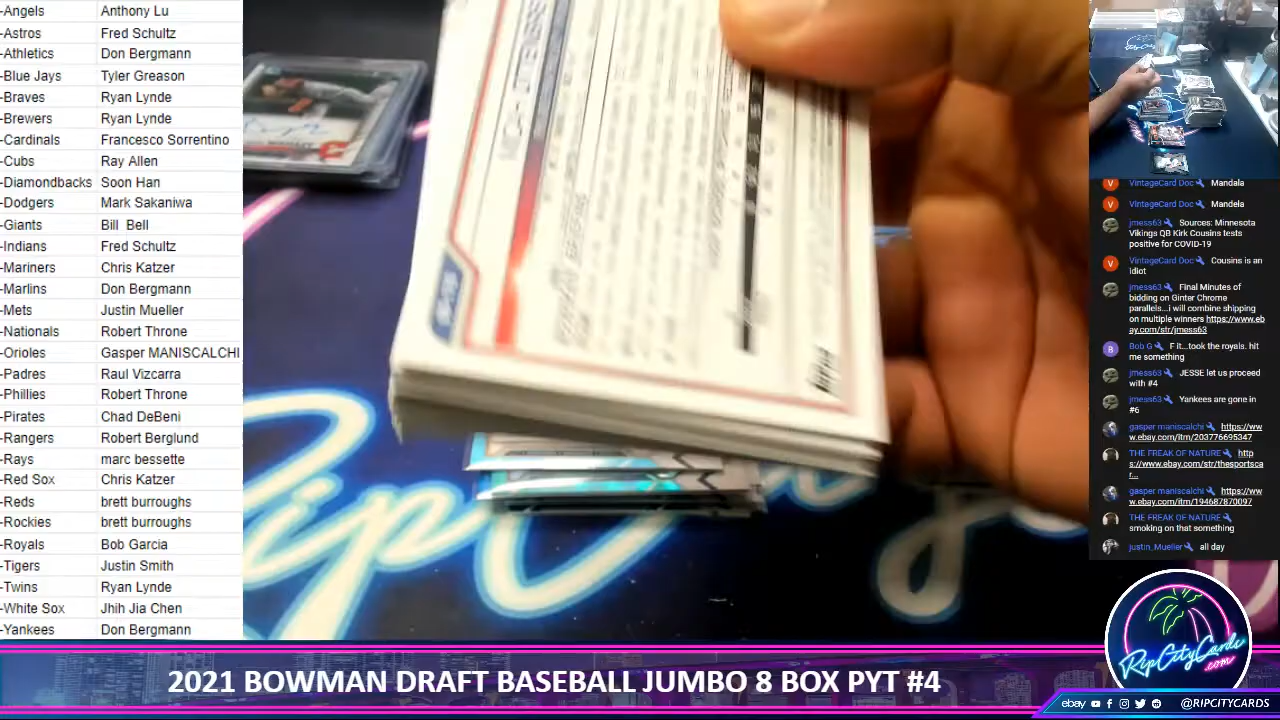 -Angels Anthony Lu
-Astros Fred Schultz
-Athletics Don Bergmann
-Blue Jays Tyler Greason
-Braves Ryan Lynde
-Brewers Ryan Lynde
-Cardinals Francesco Sorrentino
-Cubs Ray Allen
-Diamondbacks Soon Han
-Dodgers Mark Sakaniwa
-Giants Bill Bell
-Indians Fred Schultz
-Mariners Chris Katzer
-Marlins Don Bergmann
-Mets Justin Mueller
-Nationals Robert Throne
-Orioles Gasper MANISCALCHI
-Padres Raul Vizcarra
-Phillies Robert Throne
-Pirates Chad DeBeni
-Rangers Robert Berglund
-Rays marc bessette
-Red Sox Chris Katzer
-Reds brett burroughs
-Rockies brett burroughs
-Royals Bob Garcia
-Tigers Justin Smith
-Twins Ryan Lynde
-White Sox Jhih Jia Chen
-Yankees Don Bergmann
V VintageCard Doc Mandala
V VintageCard Doc Mandela
jmess63 Sources: Minnesota
Vikings QB Kirk Cousins tests
positive for COVID-19
V VintageCard Doc Cousins is an
idiot
jmess63 Final Minutes of
bidding on Ginter Chrome
parallels...i will combine shipping
on multiple winners https://www.eb
ay.com/str/jmess63
B Bob G F it...took the royals. hit
me something
jmess63 JESSE let us proceed
with #4
jmess63 Yankees are gone in
#6
gasper maniscalchi https://ww
w.ebay.com/itm/203776695347
THE FREAK OF NATURE http
s://www.ebay.com/str/thesportsca
r...
gasper maniscalchi https://ww
w.ebay.com/itm/194687870097
THE FREAK OF NATURE
smoking on that something
justin_Mueller all day
RipCityCards
.com
2021 BOWMAN DRAFT BASEBALL JUMBO 8 BOX PYT #4
ebay @RIPCITYCARDS